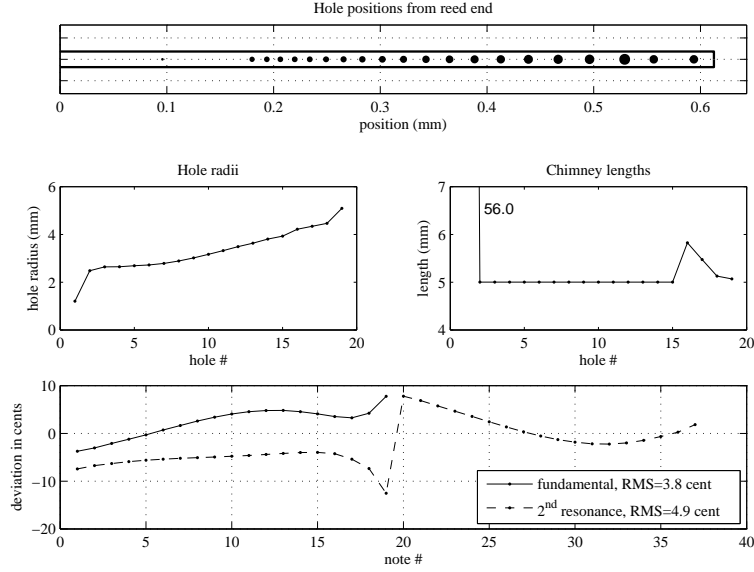 Hole positions from reed end
0 0.1 0.2 0.3 0.4 0.5 0.6
position (mm)
Hole radii
6
4
2
0
0 5 10 15 20
hole radius (mm)
hole #
Chimney lengths
56.0
7
6
5
4
0 5 10 15 20
length (mm)
hole #
10
0
−10
−20
0 5 10 15 20 25 30 35 40
deviation in cents
note #
fundamental, RMS=3.8 cent
2nd resonance, RMS=4.9 cent